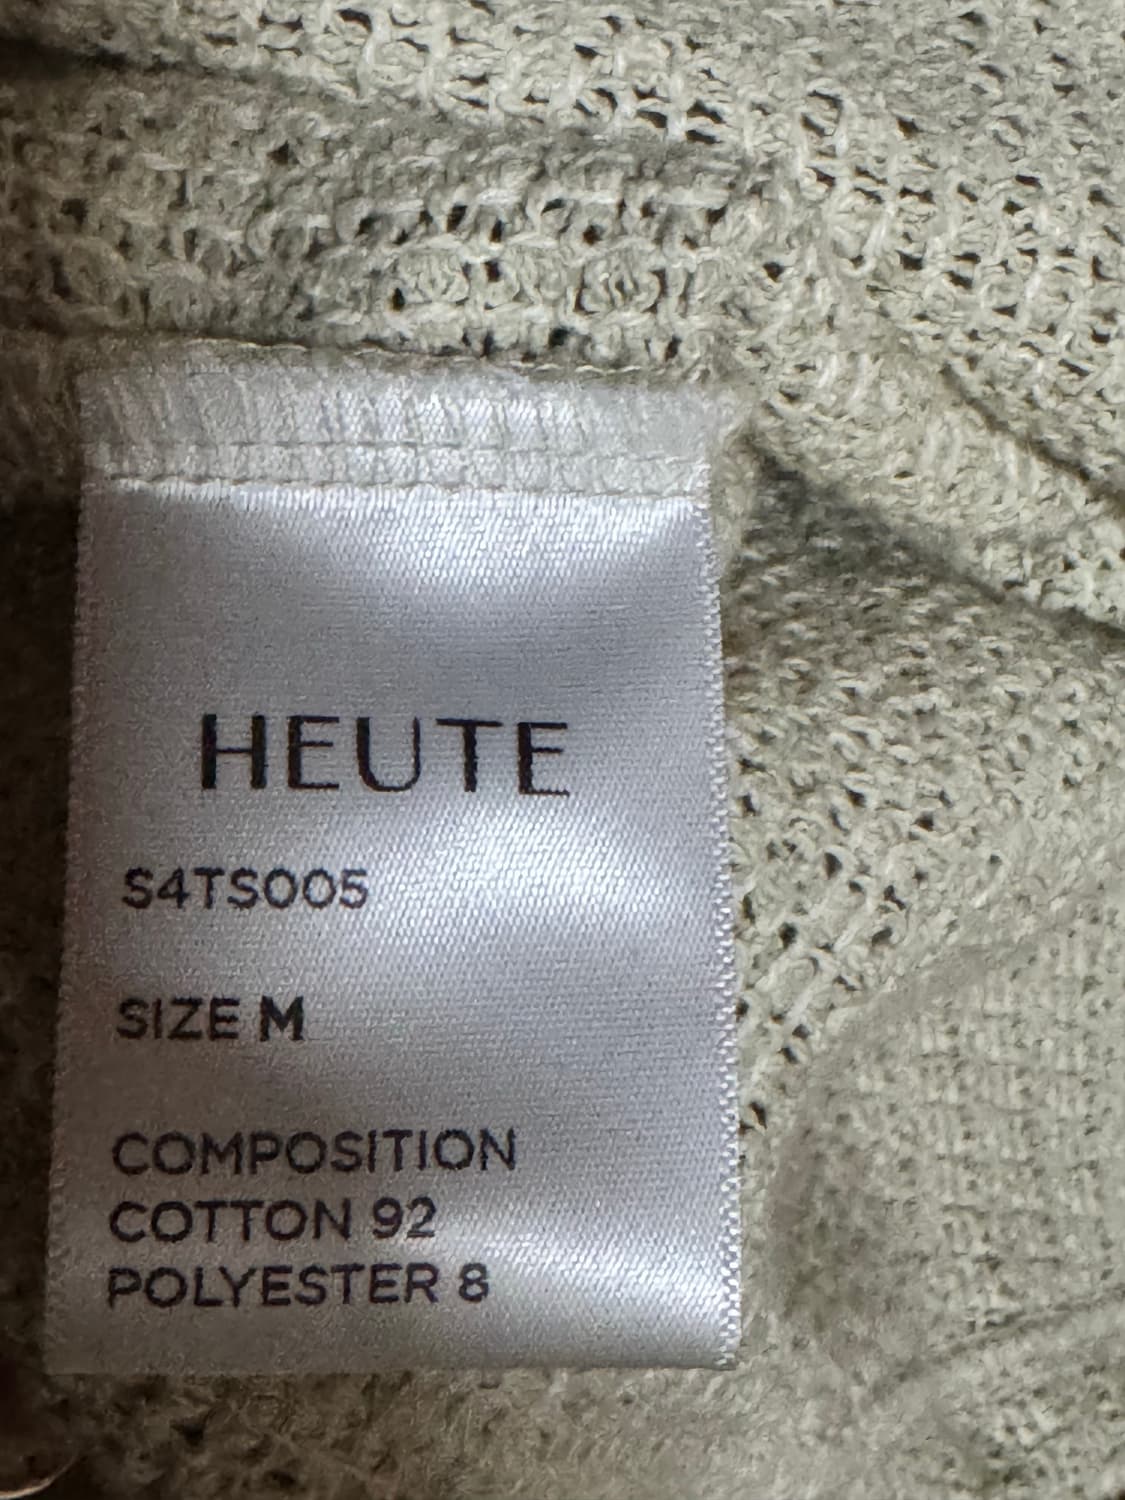 HEUTE
S4TS005
SIZE M
COMPOSITION
COTTON 92
POLYESTER 8